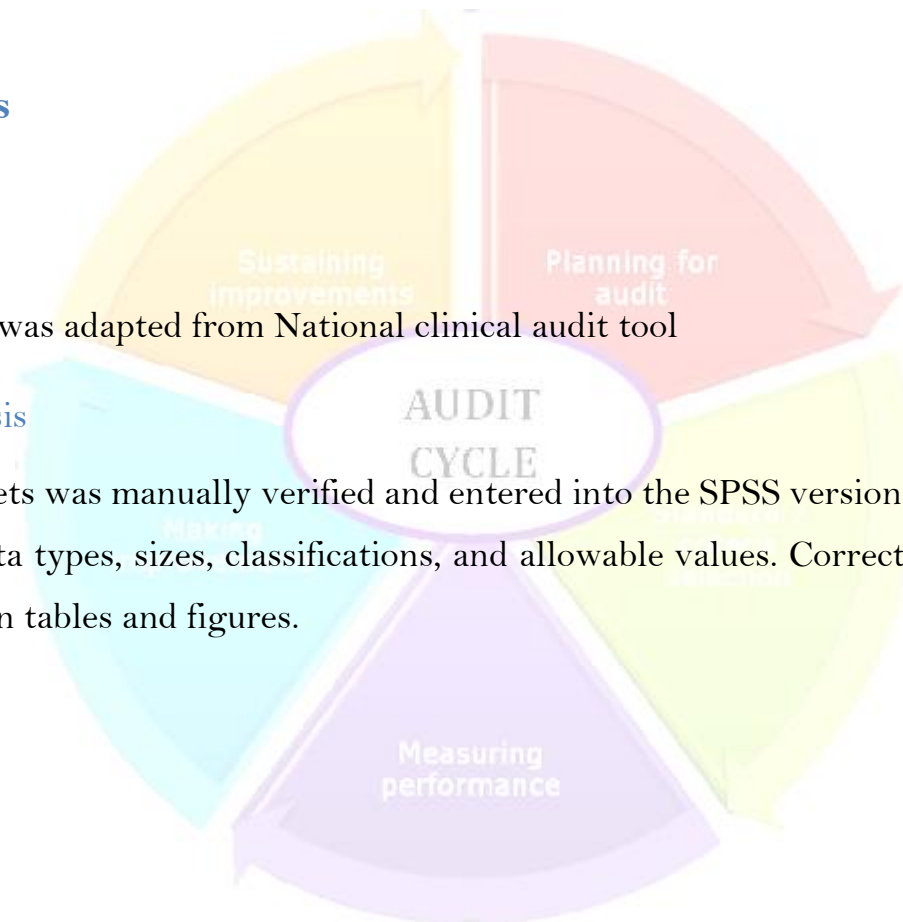 s
Sustaining
improvements
Planning for
audit
was adapted from National clinical audit tool
AUDIT
CYCLE
sis
ets was manually verified and entered into the SPSS version
Making
ta types, sizes, classifications, and allowable values. Correct
selection
n tables and figures.
Measuring
performance